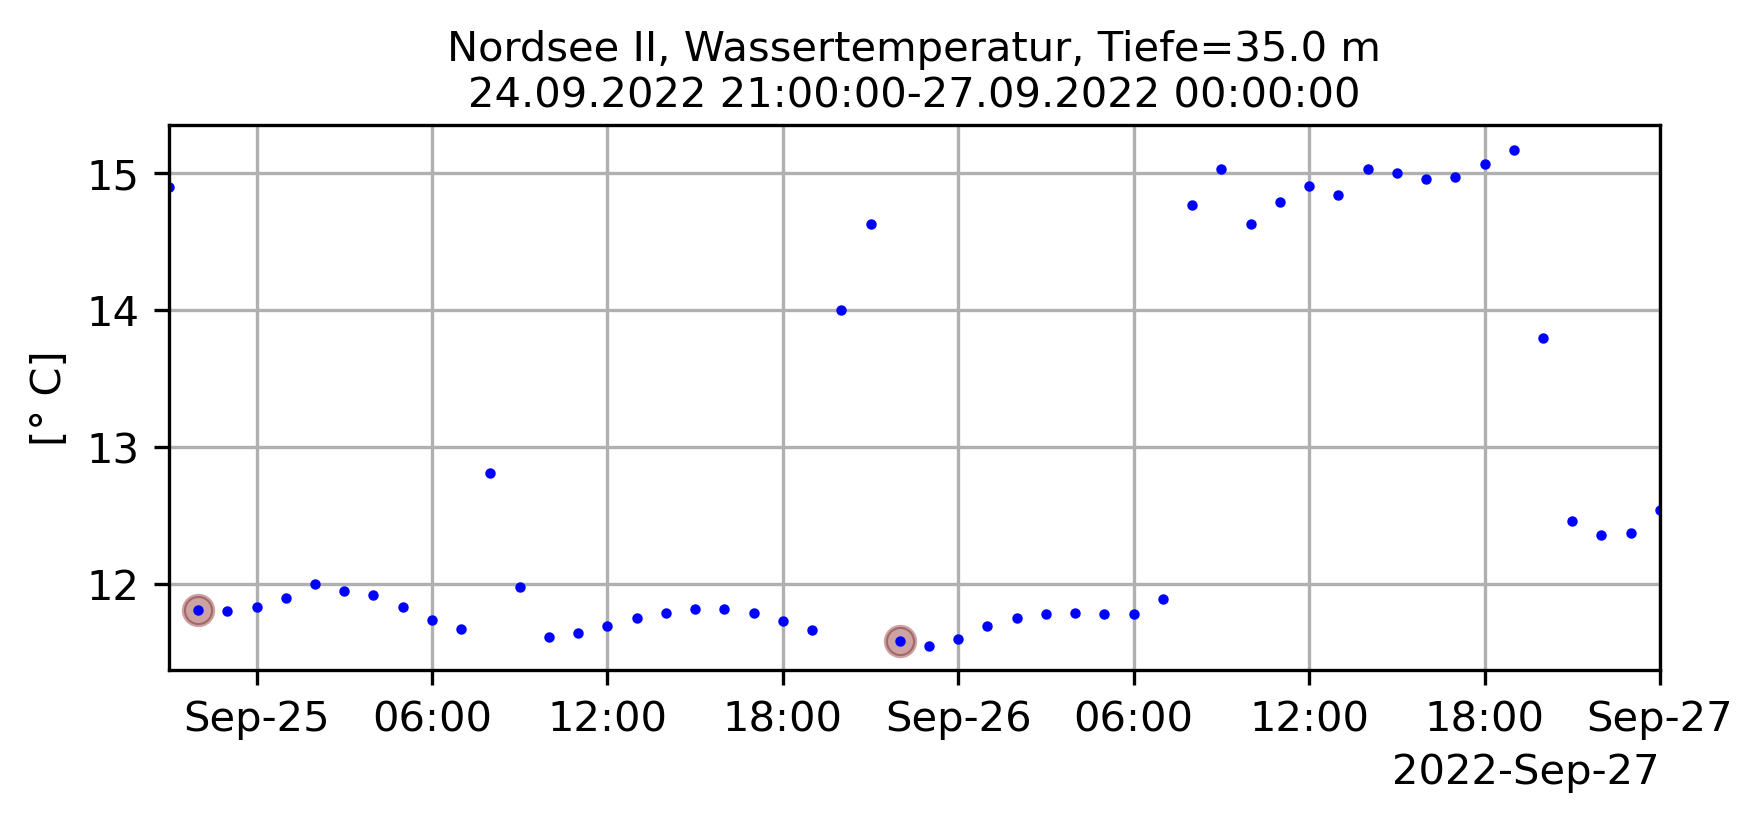 Nordsee II, Wassertemperatur, Tiefe=35.0 m
24.09.2022 21:00:00-27.09.2022 00:00:00
15
14
13
12
[° C]
Sep-25 06:00 12:00 18:00 Sep-26 06:00 12:00 18:00 Sep-27
2022-Sep-27